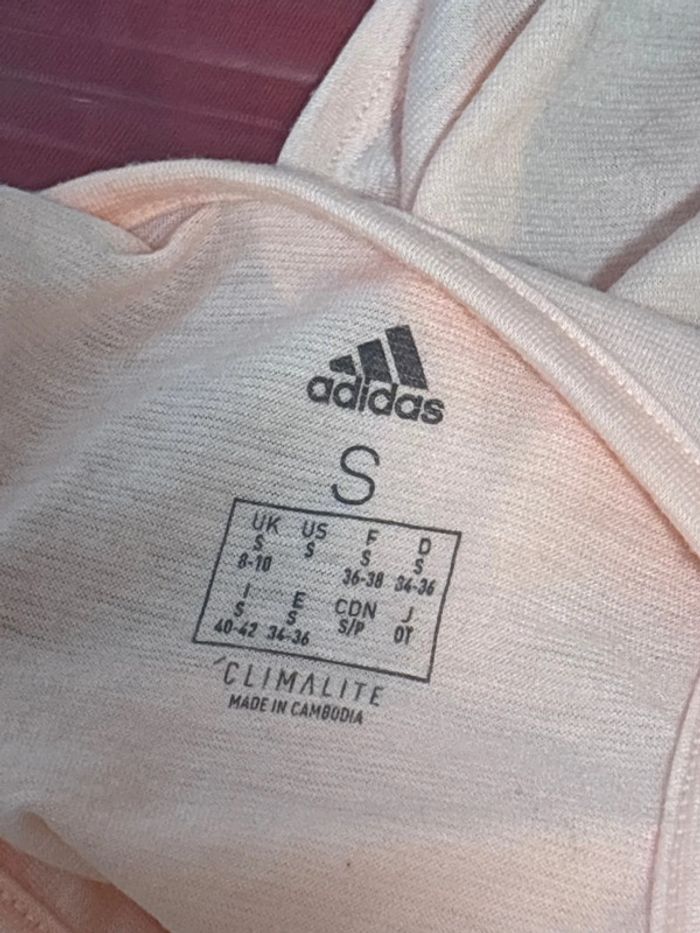 adidas
S
UK US F D
S S S S
8-10 36-38 34-36
I E CDN J
S S S/P OT
40-42 34-36
CLIMALITE
MADE IN CAMBODIA